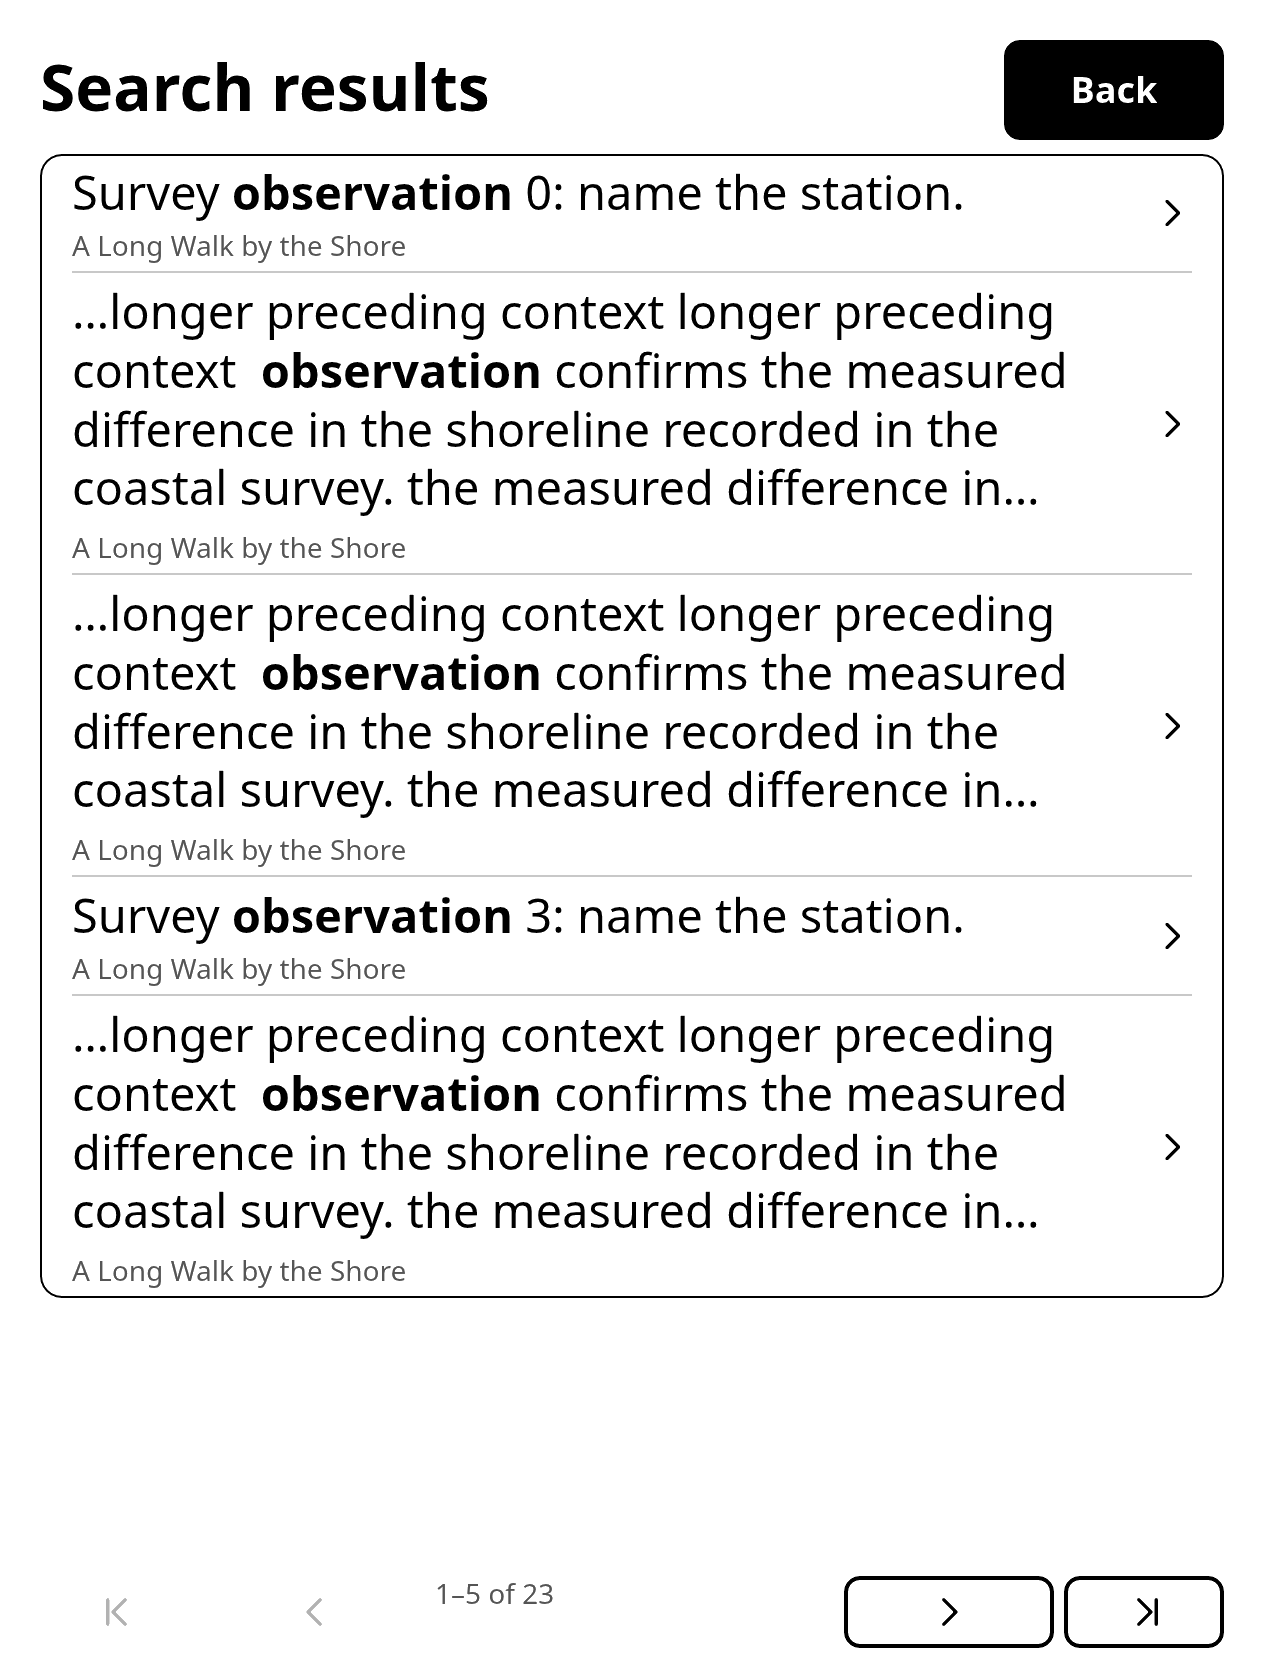 Search results
Back
Survey observation 0: name the station.
A Long Walk by the Shore
…longer preceding context longer preceding
context  observation confirms the measured
difference in the shoreline recorded in the
coastal survey. the measured difference in…
A Long Walk by the Shore
…longer preceding context longer preceding
context  observation confirms the measured
difference in the shoreline recorded in the
coastal survey. the measured difference in…
A Long Walk by the Shore
Survey observation 3: name the station.
A Long Walk by the Shore
…longer preceding context longer preceding
context  observation confirms the measured
difference in the shoreline recorded in the
coastal survey. the measured difference in…
A Long Walk by the Shore
1–5 of 23